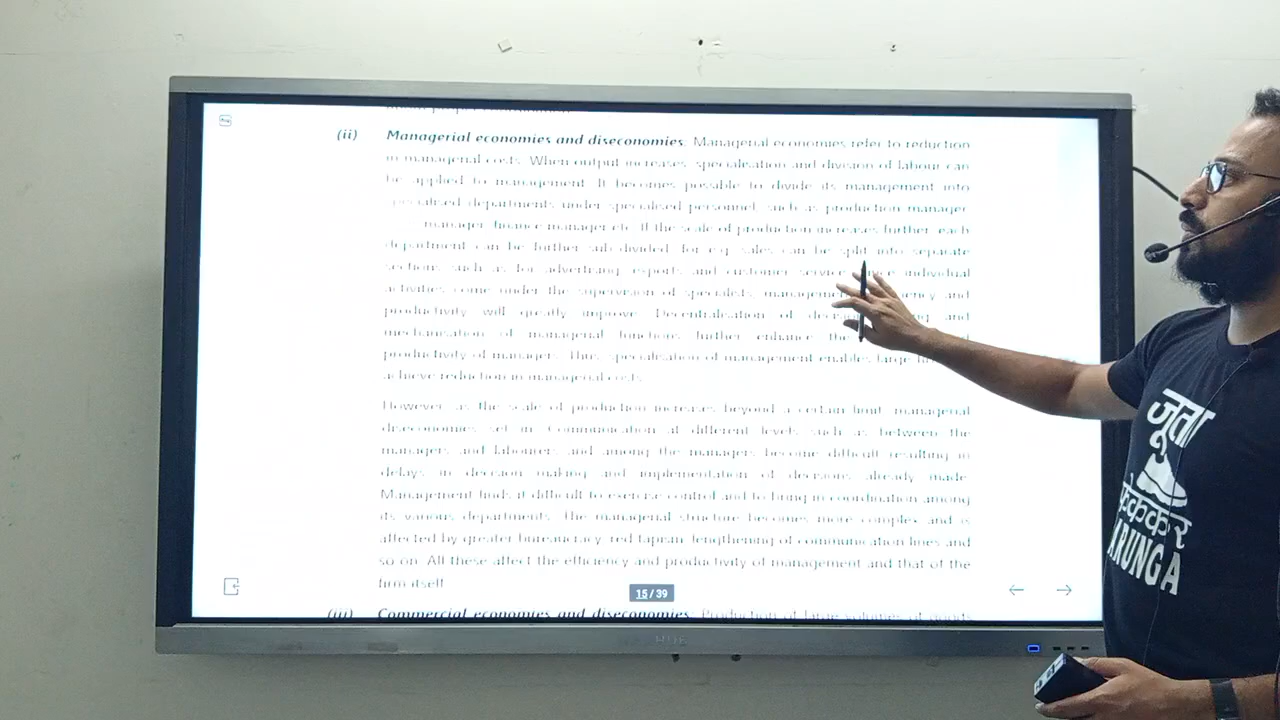 (ii) Managerial economies and diseconomies: Managerial economies refer to reduction
in managerial costs. When output increases, specialisation and division of labour can
be applied to management. It becomes possible to divide its management into
specialised departments under specialised personnel, such as production manager,
manager, finance manager etc. If the scale of production increases further, each
department can be further sub-divided, for e.g. sales can be split into separate
sections such as for advertising, exports and customer service. Since individual
activities come under the supervision of specialists, management and
productivity will greatly improve. Decentralisation of and
mechanisation of managerial functions further enhance the
productivity of managers. Thus, specialisation of management enables large
achieve reduction in managerial costs.
However, as the scale of production increases beyond a certain limit, managerial
diseconomies set in. Communication at different levels such as between the
managers and labourers and among the managers become difficult resulting in
delays in decision making and implementation of decisions already made.
Management finds it difficult to exercise control and to bring in coordination among
its various departments. The managerial structure becomes more complex and is
affected by greater bureaucracy, red tapism, lengthening of communication lines and
so on. All these affect the efficiency and productivity of management and that of the
firm itself.
15 / 39
(iii) Commercial economies and diseconomies: Production of large volumes of goods
जूता
फेंककर
MARUNGA